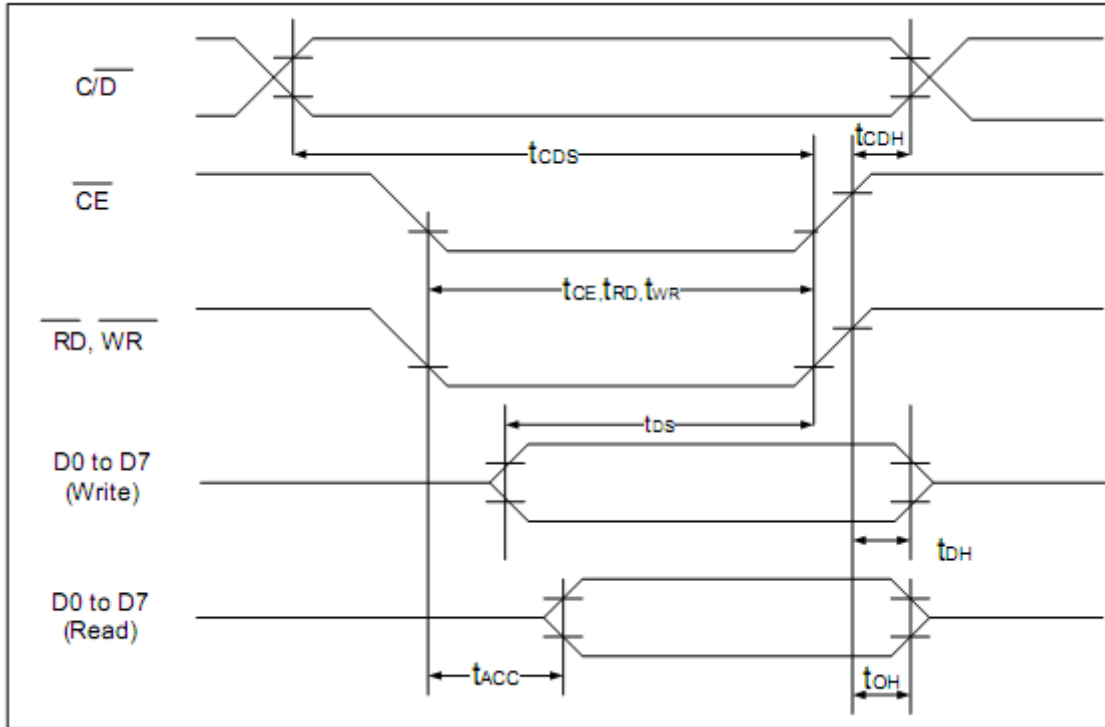 C/D
tCDS
tCDH
CE
tCE,tRD,tWR
RD, WR
tDS
D0 to D7
(Write)
tDH
D0 to D7
(Read)
tACC
tOH